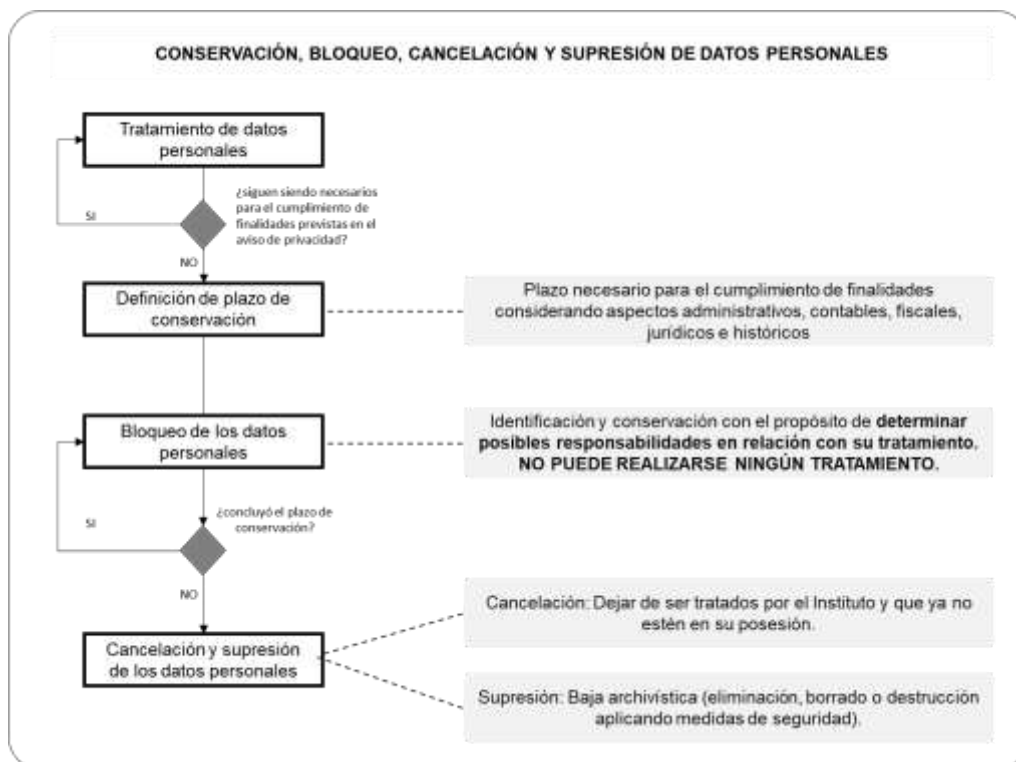 CONSERVACIÓN, BLOQUEO, CANCELACIÓN Y SUPRESIÓN DE DATOS PERSONALES
Tratamiento de datos
personales
¿siguen siendo necesarios
para el cumplimiento de
finalidades previstas en el
aviso de privacidad?
SI
NO
Definición de plazo de
conservación
Plazo necesario para el cumplimiento de finalidades
considerando aspectos administrativos, contables, fiscales,
jurídicos e históricos
Bloqueo de los datos
personales
Identificación y conservación con el propósito de determinar
posibles responsabilidades en relación con su tratamiento.
NO PUEDE REALIZARSE NINGÚN TRATAMIENTO.
¿concluyó el plazo de
conservación?
SI
NO
Cancelación y supresión
de los datos personales
Cancelación: Dejar de ser tratados por el Instituto y que ya no
estén en su posesión.
Supresión: Baja archivística (eliminación, borrado o destrucción
aplicando medidas de seguridad).